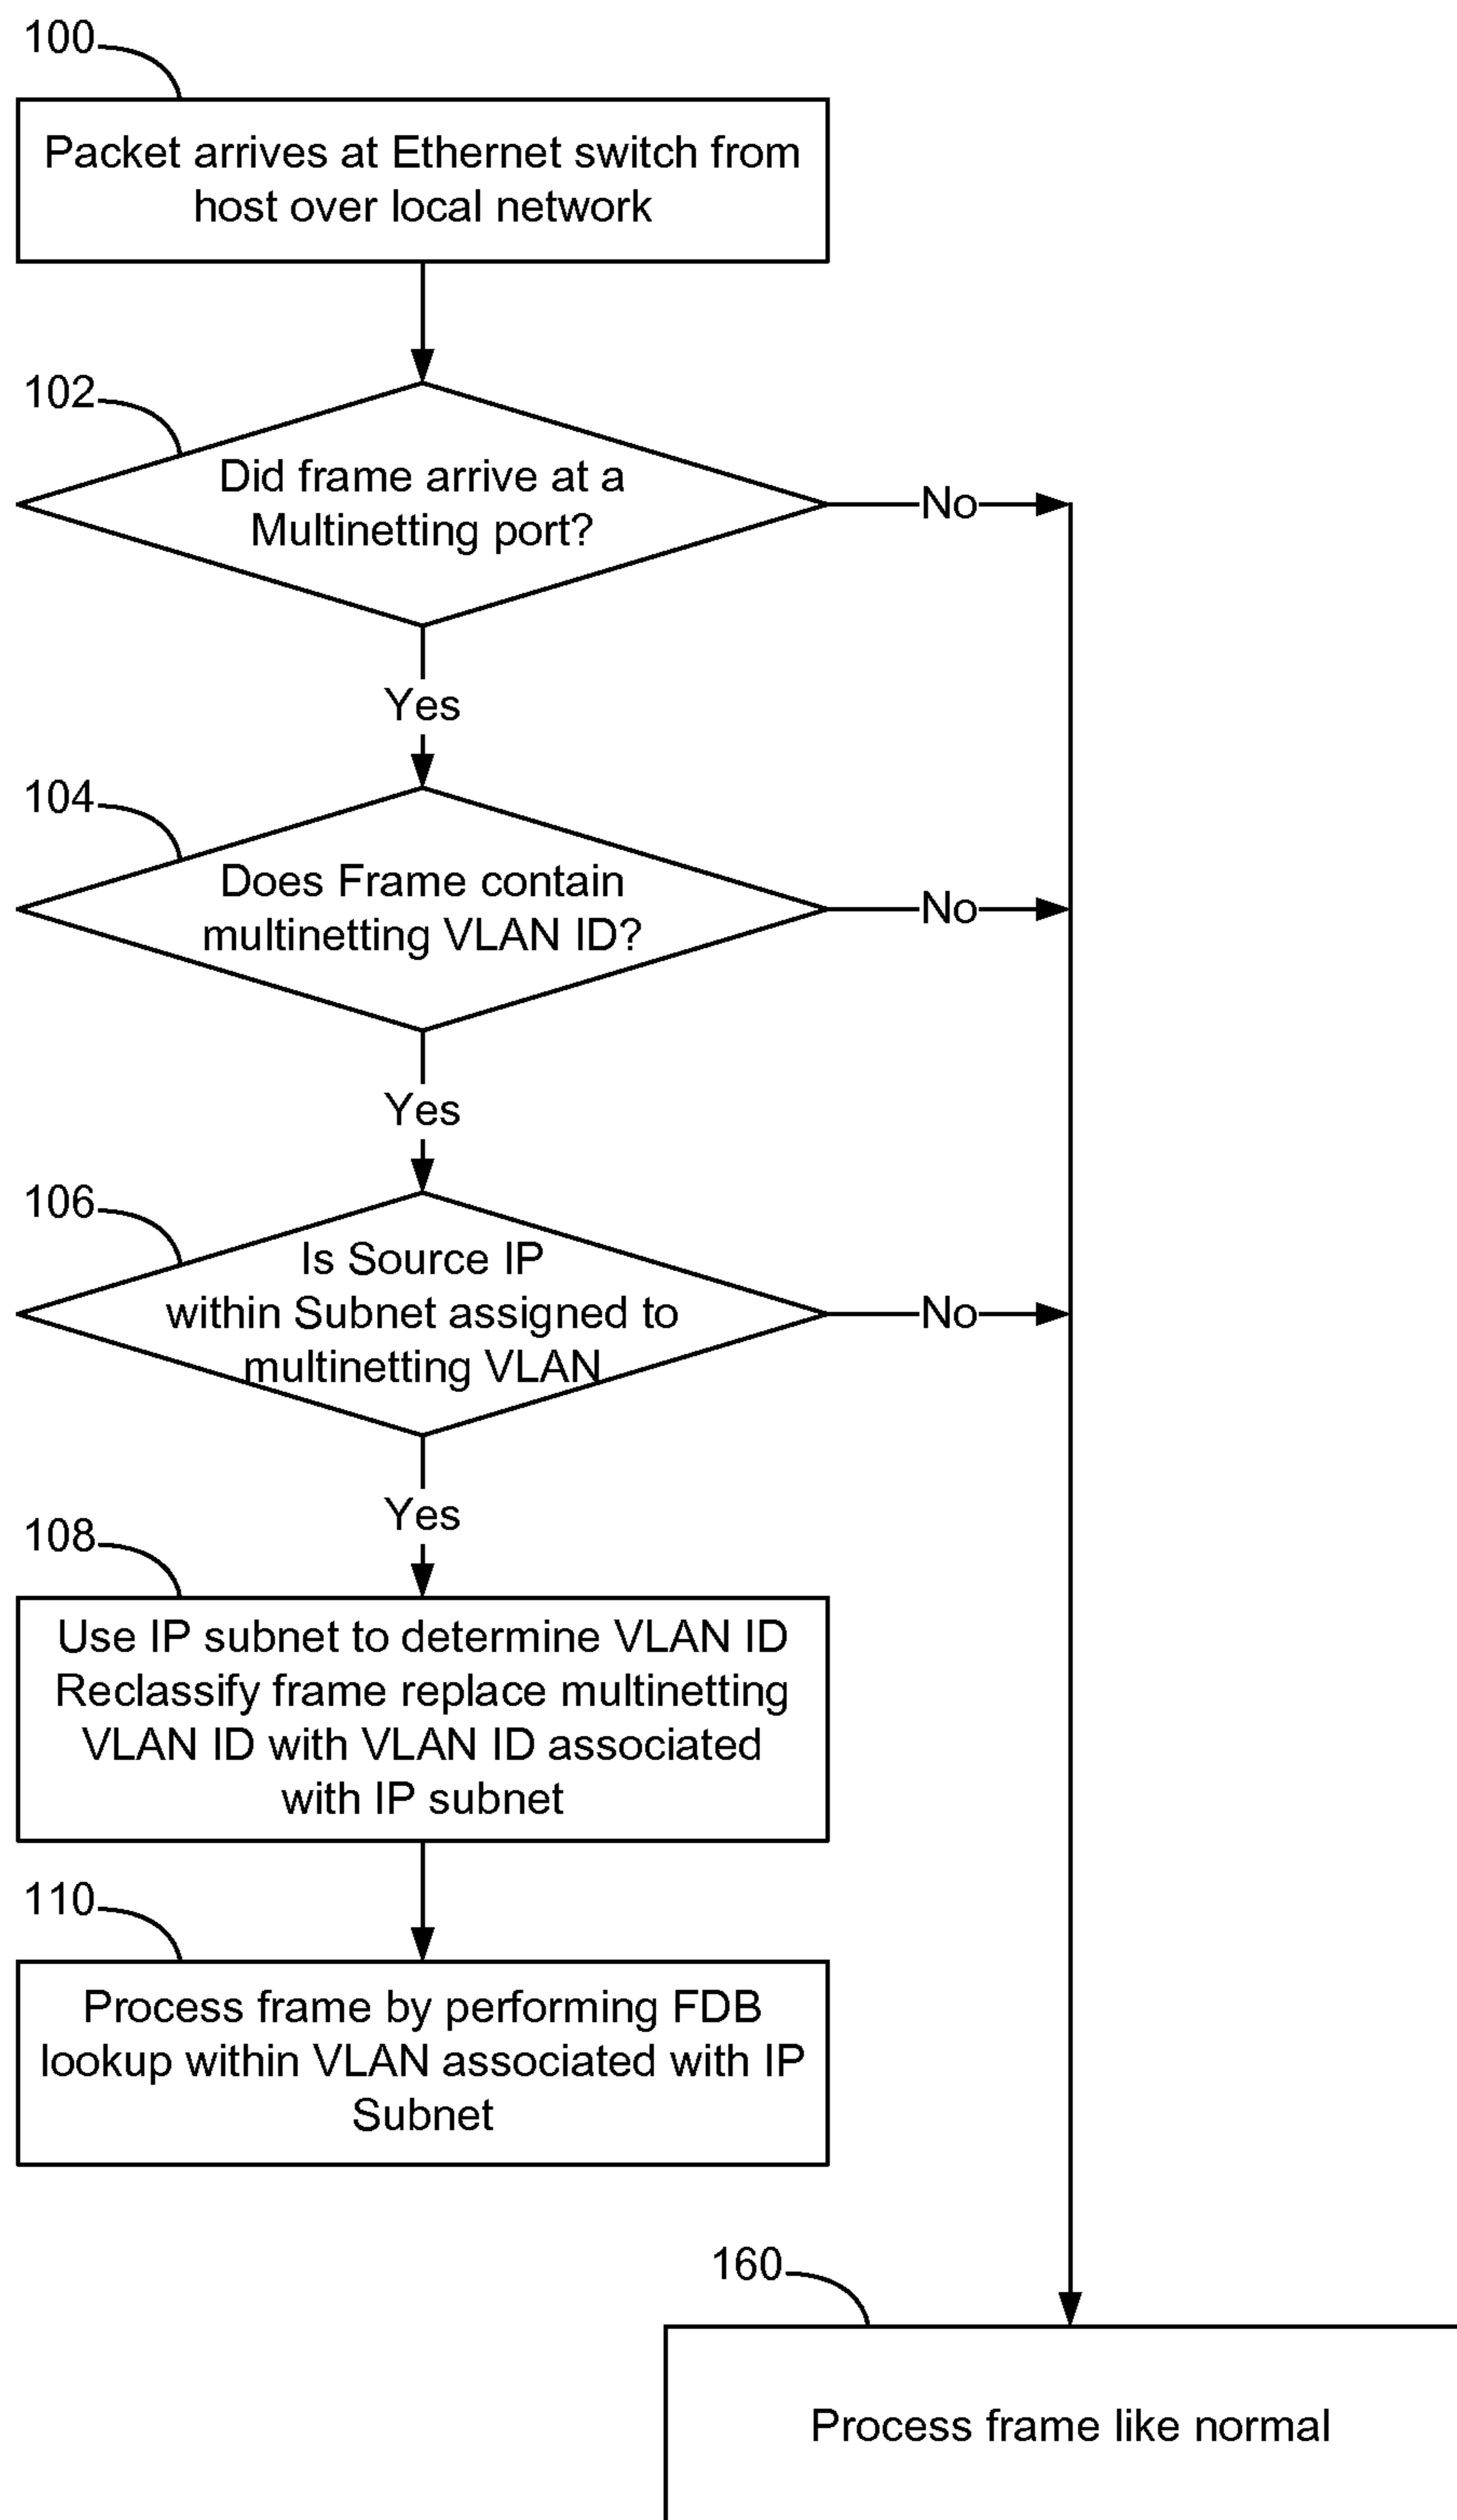 100
Packet arrives at Ethernet switch from
host over local network
102
Did frame arrive at a
Multinetting port?
No
Yes
104
Does Frame contain
multinetting VLAN ID?
No
Yes
106
Is Source IP
within Subnet assigned to
multinetting VLAN
No
Yes
108
Use IP subnet to determine VLAN ID
Reclassify frame replace multinetting
VLAN ID with VLAN ID associated
with IP subnet
110
Process frame by performing FDB
lookup within VLAN associated with IP
Subnet
160
Process frame like normal